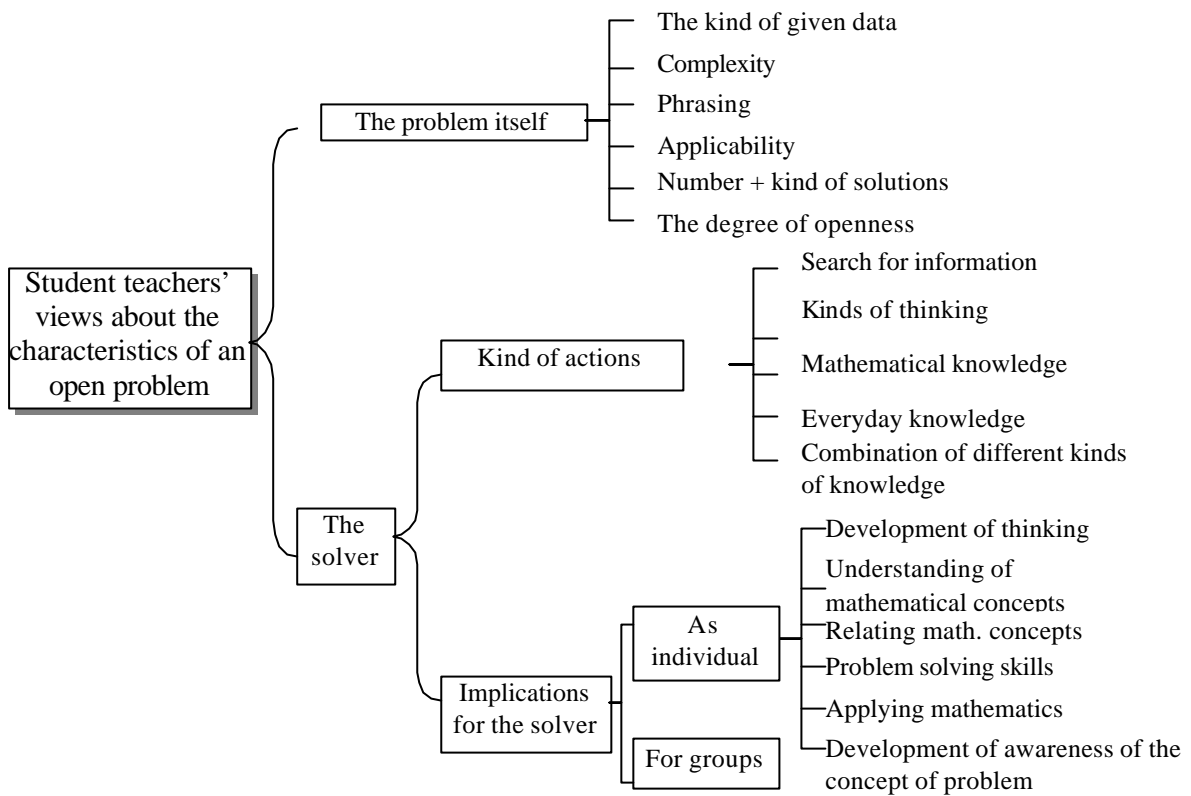 Student teachers’
views about the
characteristics of an
open problem
The problem itself
The kind of given data
Complexity
Phrasing
Applicability
Number + kind of solutions
The degree of openness
The
solver
Kind of actions
Search for information
Kinds of thinking
Mathematical knowledge
Everyday knowledge
Combination of different kinds
of knowledge
Implications
for the solver
As
individual
Development of thinking
Understanding of
mathematical concepts
Relating math. concepts
Problem solving skills
Applying mathematics
Development of awareness of the
concept of problem
For groups